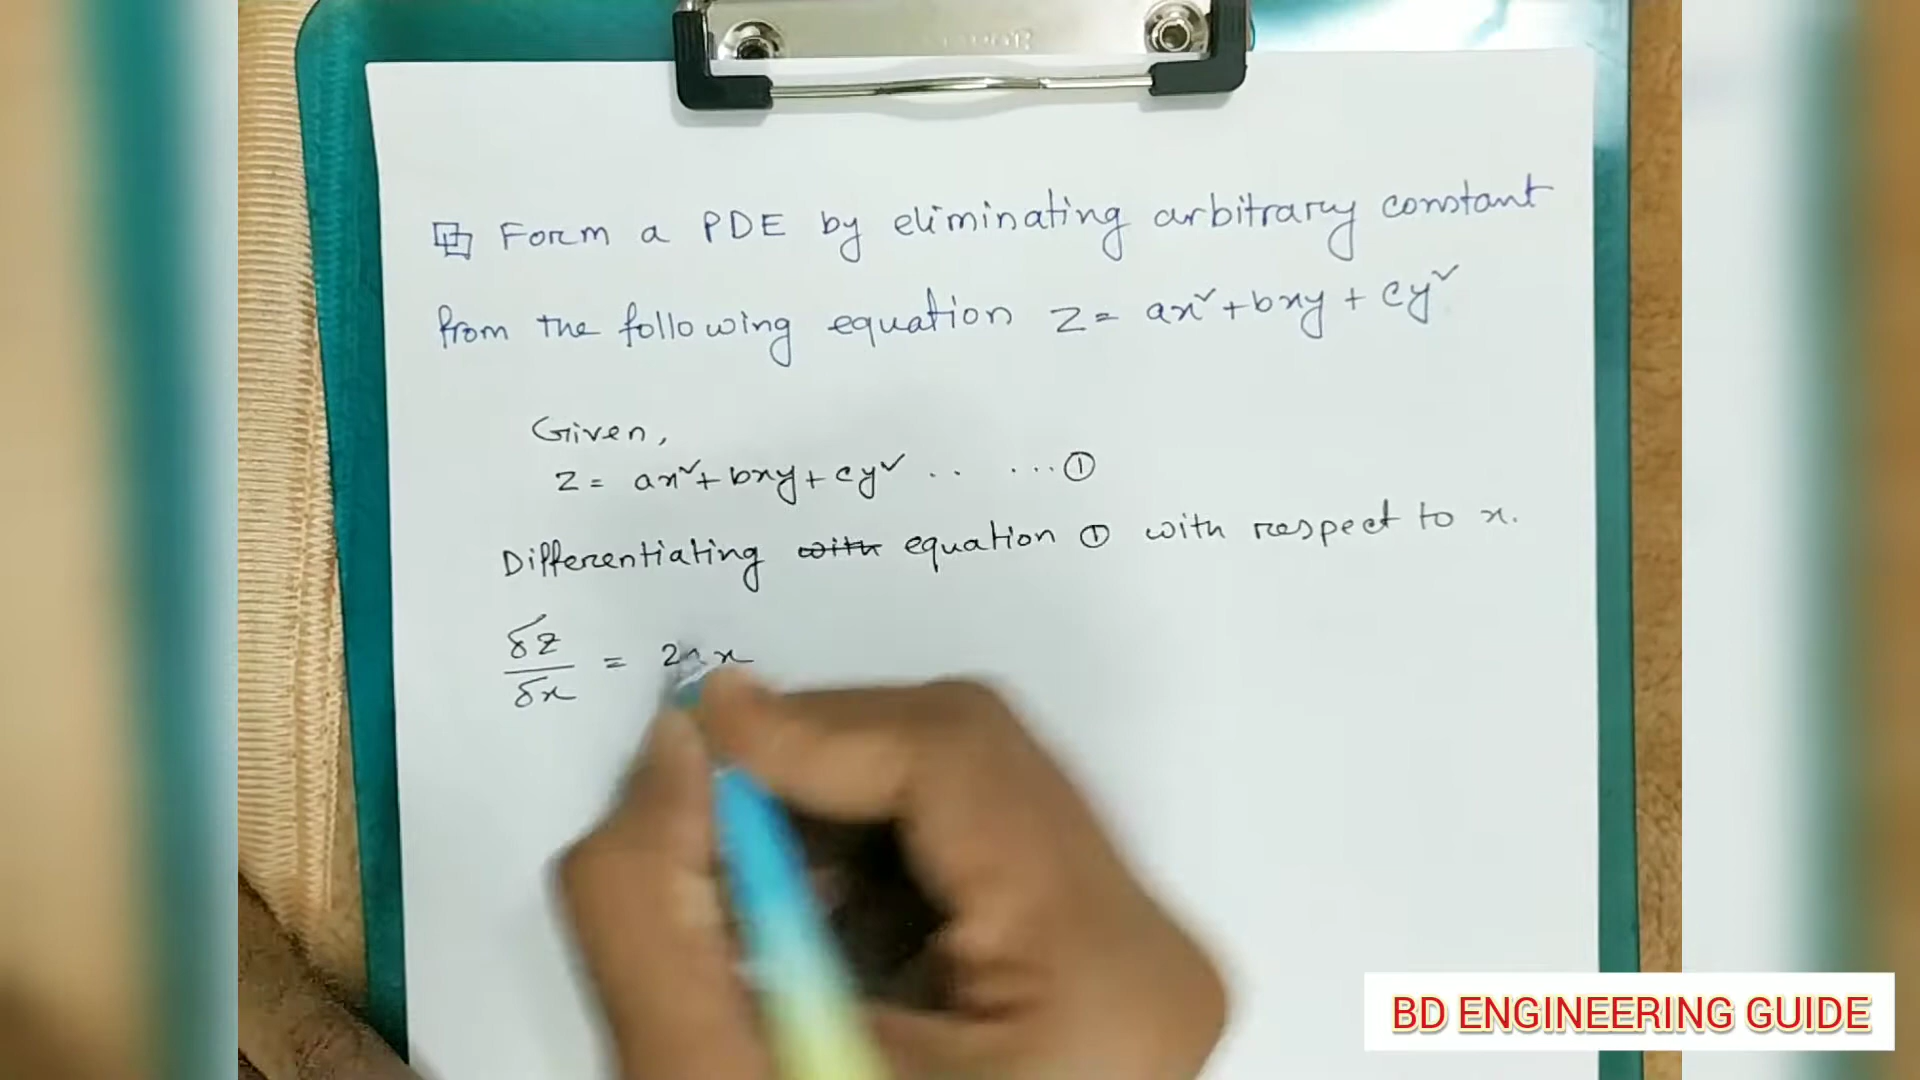 Form a PDE by eliminating arbitrary constant
from the following equation z = ax² + bxy + cy²
Given,
z = ax² + bxy + cy² .. ... ①
Differentiating with equation ① with respect to x.
δz/δx = 2ax
BD ENGINEERING GUIDE